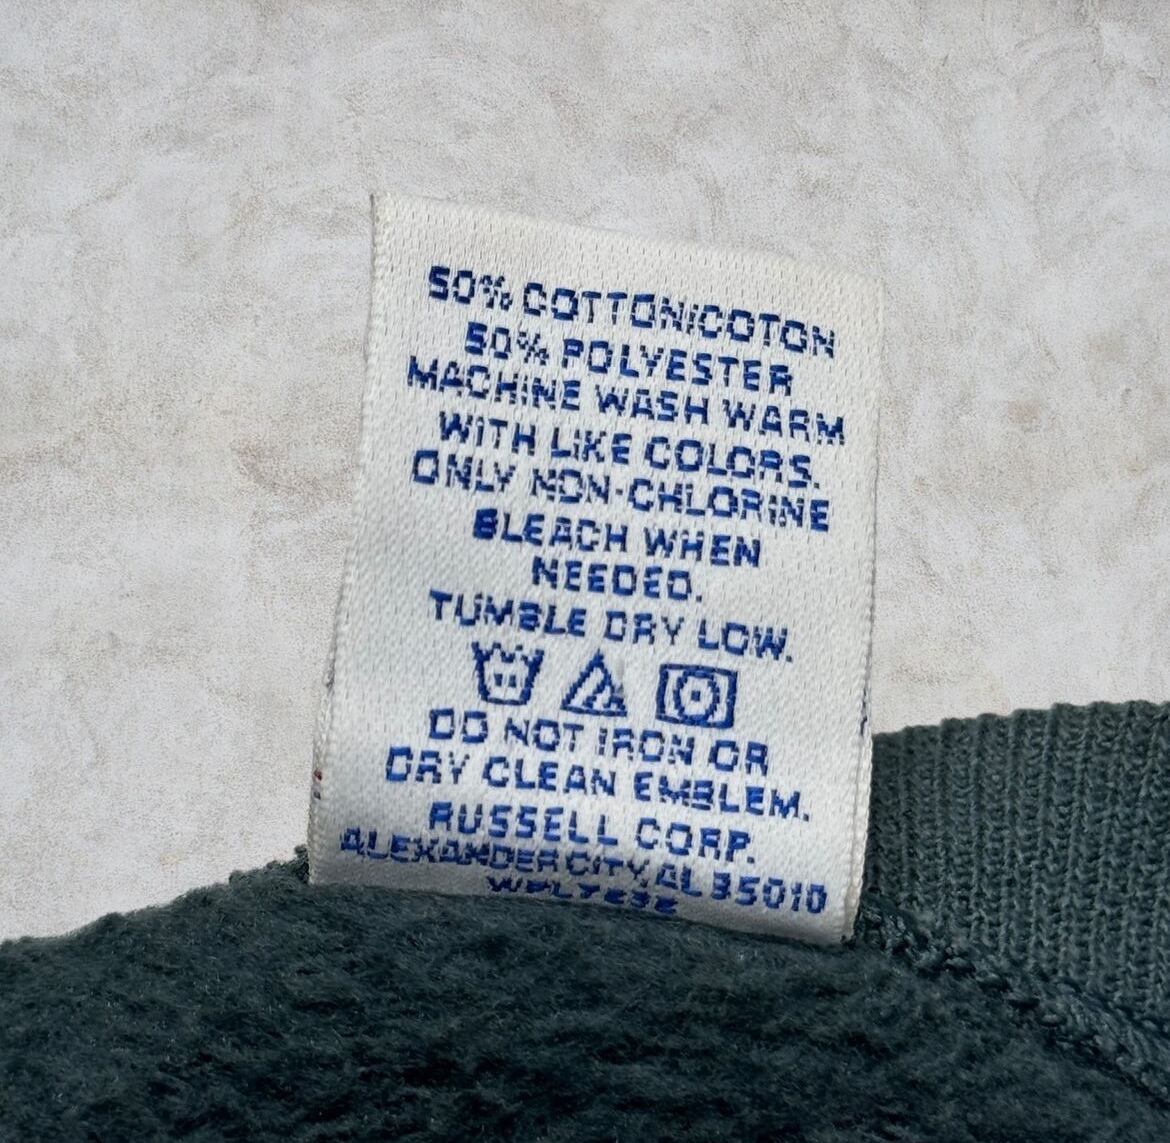 50% COTTON/COTON
50% POLYESTER
MACHINE WASH WARM
WITH LIKE COLORS.
ONLY NON-CHLORINE
BLEACH WHEN
NEEDED.
TUMBLE DRY LOW.
DO NOT IRON OR
DRY CLEAN EMBLEM.
RUSSELL CORP.
ALEXANDER CITY, AL 35010